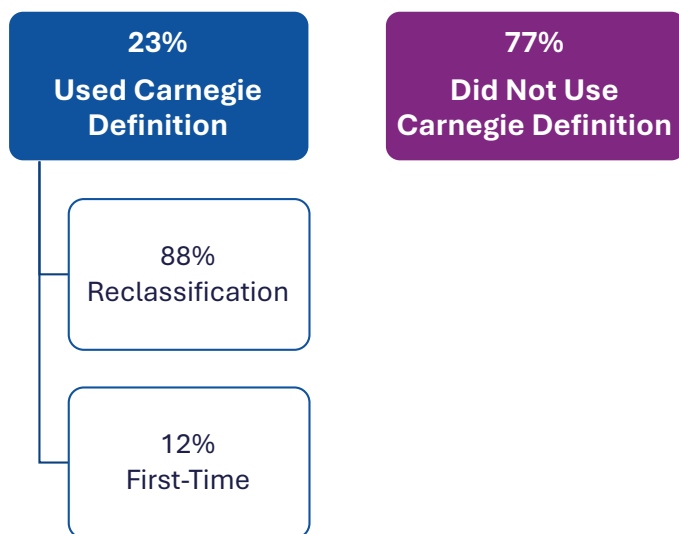 23%
Used Carnegie
Definition
77%
Did Not Use
Carnegie Definition
88%
Reclassification
12%
First-Time